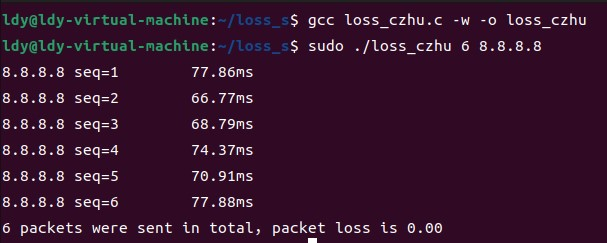 ldy@ldy-virtual-machine:~/loss_s$ gcc loss_czhu.c -w -o loss_czhu
ldy@ldy-virtual-machine:~/loss_s$ sudo ./loss_czhu 6 8.8.8.8
8.8.8.8 seq=1 77.86ms
8.8.8.8 seq=2 66.77ms
8.8.8.8 seq=3 68.79ms
8.8.8.8 seq=4 74.37ms
8.8.8.8 seq=5 70.91ms
8.8.8.8 seq=6 77.88ms
6 packets were sent in total, packet loss is 0.00